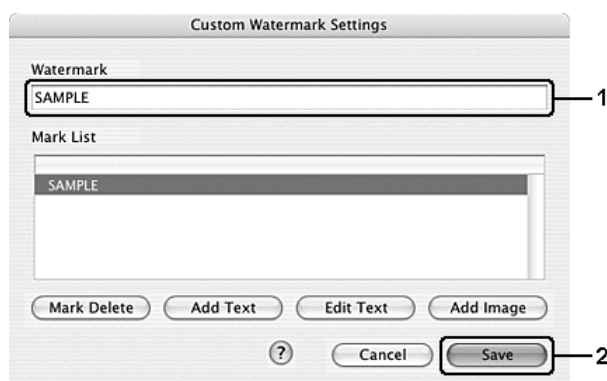 Custom Watermark Settings
Watermark
SAMPLE
1
Mark List
SAMPLE
Mark Delete Add Text Edit Text Add Image
? Cancel Save 2